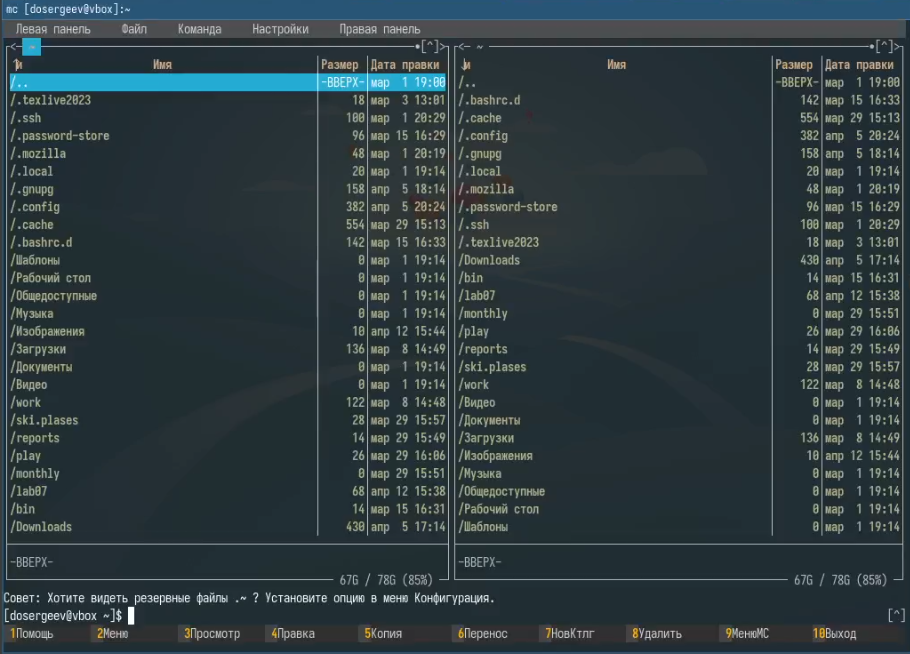 mc [dosergeev@vbox]:~
Левая панель Файл Команда Настройки Правая панель
<- ~ •[^]>
'и Имя Размер Дата правки
/.. -ВВЕРХ- мар 1 19:00
/.texlive2023 18 мар 3 13:01
/.ssh 100 мар 1 20:29
/.password-store 96 мар 15 16:29
/.mozilla 48 мар 1 20:19
/.local 20 мар 1 19:14
/.gnupg 158 апр 5 18:14
/.config 382 апр 5 20:24
/.cache 554 мар 29 15:13
/.bashrc.d 142 мар 15 16:33
/Шаблоны 0 мар 1 19:14
/Рабочий стол 0 мар 1 19:14
/Общедоступные 0 мар 1 19:14
/Музыка 0 мар 1 19:14
/Изображения 10 апр 12 15:44
/Загрузки 136 мар 8 14:49
/Документы 0 мар 1 19:14
/Видео 0 мар 1 19:14
/work 122 мар 8 14:48
/ski.plases 28 мар 29 15:57
/reports 14 мар 29 15:49
/play 26 мар 29 16:06
/monthly 0 мар 29 15:51
/lab07 68 апр 12 15:38
/bin 14 мар 15 16:31
/Downloads 430 апр 5 17:14
-ВВЕРХ-
67G / 78G (85%)
<- ~ •[^]>
.и Имя Размер Дата правки
/.. -ВВЕРХ- мар 1 19:00
/.bashrc.d 142 мар 15 16:33
/.cache 554 мар 29 15:13
/.config 382 апр 5 20:24
/.gnupg 158 апр 5 18:14
/.local 20 мар 1 19:14
/.mozilla 48 мар 1 20:19
/.password-store 96 мар 15 16:29
/.ssh 100 мар 1 20:29
/.texlive2023 18 мар 3 13:01
/Downloads 430 апр 5 17:14
/bin 14 мар 15 16:31
/lab07 68 апр 12 15:38
/monthly 0 мар 29 15:51
/play 26 мар 29 16:06
/reports 14 мар 29 15:49
/ski.plases 28 мар 29 15:57
/work 122 мар 8 14:48
/Видео 0 мар 1 19:14
/Документы 0 мар 1 19:14
/Загрузки 136 мар 8 14:49
/Изображения 10 апр 12 15:44
/Музыка 0 мар 1 19:14
/Общедоступные 0 мар 1 19:14
/Рабочий стол 0 мар 1 19:14
/Шаблоны 0 мар 1 19:14
-ВВЕРХ-
67G / 78G (85%)
Совет: Хотите видеть резервные файлы .~ ? Установите опцию в меню Конфигурация.
[dosergeev@vbox ~]$ [^]
1Помощь 2Меню 3Просмотр 4Правка 5Копия 6Перенос 7НовКтлг 8Удалить 9МенюМС 10Выход